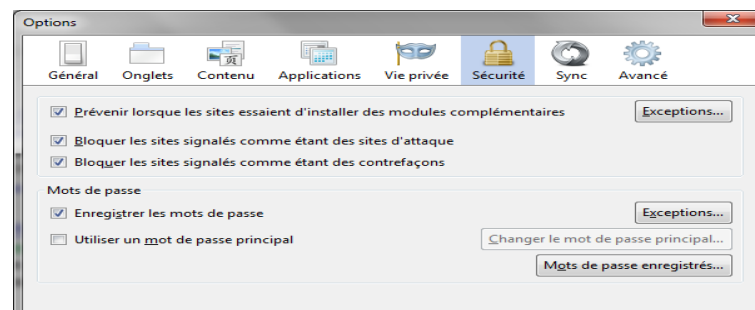 Options
Général Onglets Contenu Applications Vie privée Sécurité Sync Avancé
Prévenir lorsque les sites essaient d'installer des modules complémentaires Exceptions...
Bloquer les sites signalés comme étant des sites d'attaque
Bloquer les sites signalés comme étant des contrefaçons
Mots de passe
Enregistrer les mots de passe Exceptions...
Utiliser un mot de passe principal Changer le mot de passe principal...
Mots de passe enregistrés...